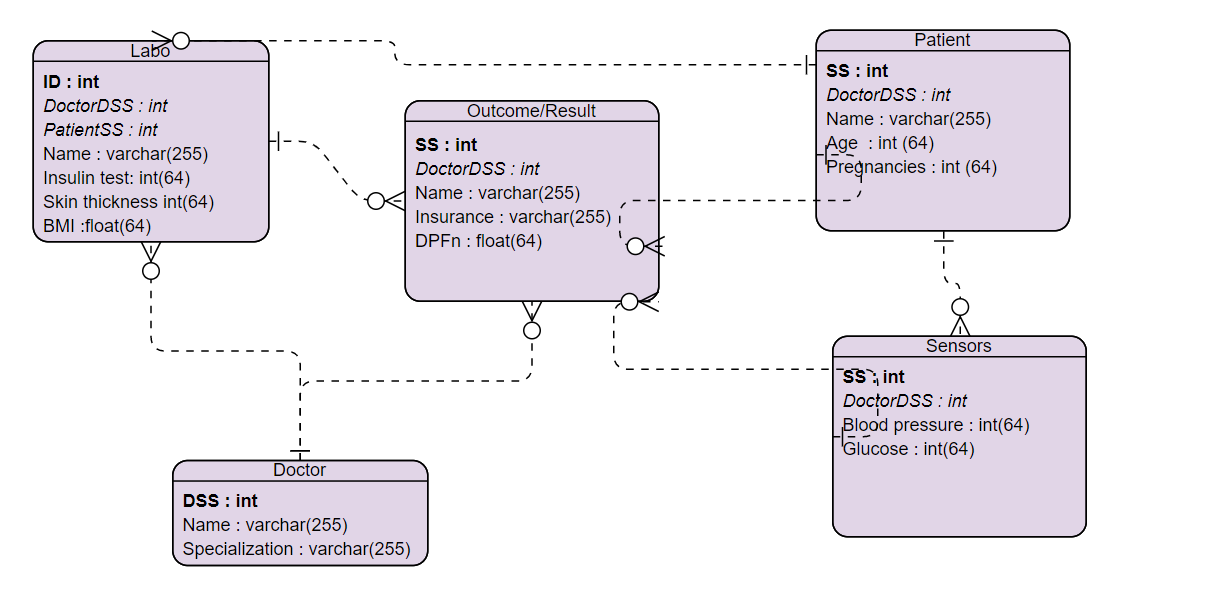 Labo
ID : int
DoctorDSS : int
PatientSS : int
Name : varchar(255)
Insulin test: int(64)
Skin thickness int(64)
BMI :float(64)
Outcome/Result
SS : int
DoctorDSS : int
Name : varchar(255)
Insurance : varchar(255)
DPFn : float(64)
Patient
SS : int
DoctorDSS : int
Name : varchar(255)
Age : int (64)
Pregnancies : int (64)
Sensors
SS : int
DoctorDSS : int
Blood pressure : int(64)
Glucose : int(64)
Doctor
DSS : int
Name : varchar(255)
Specialization : varchar(255)